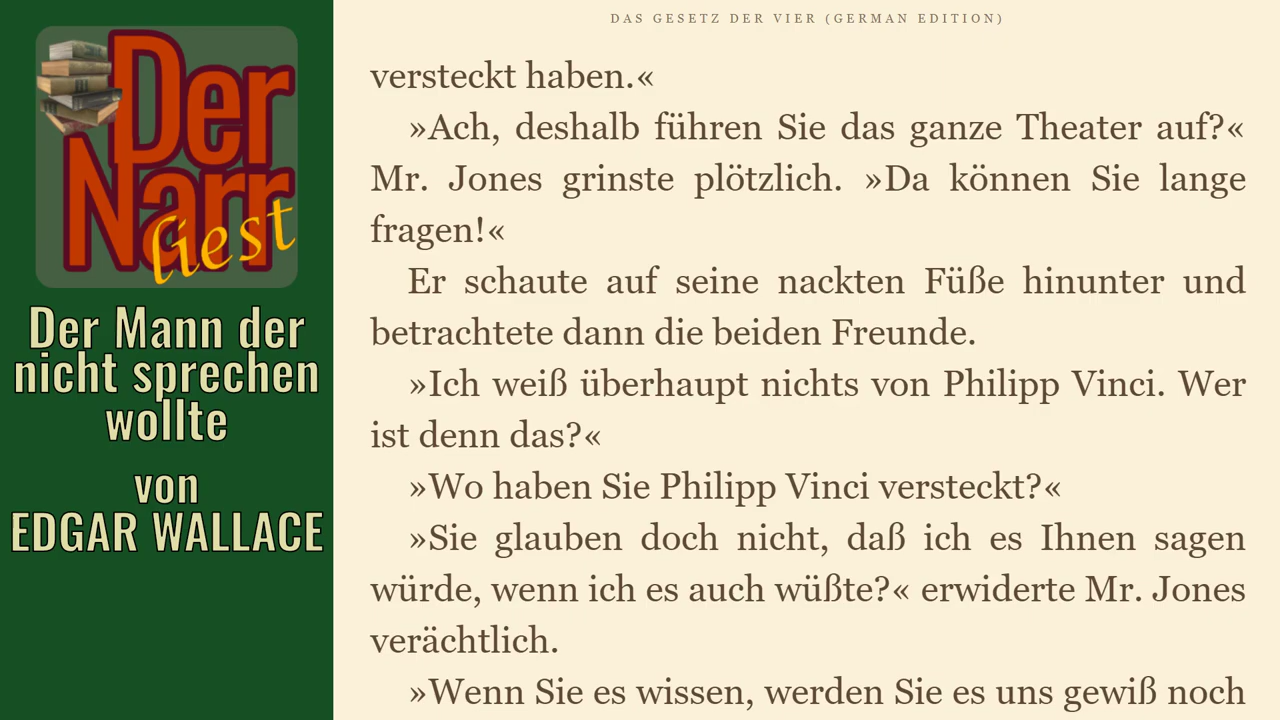 Der
Narr
liest
Der Mann der
nicht sprechen
wollte
von
EDGAR WALLACE
DAS GESETZ DER VIER (GERMAN EDITION)
versteckt haben.«
»Ach, deshalb führen Sie das ganze Theater auf?«
Mr. Jones grinste plötzlich. »Da können Sie lange
fragen!«
Er schaute auf seine nackten Füße hinunter und
betrachtete dann die beiden Freunde.
»Ich weiß überhaupt nichts von Philipp Vinci. Wer
ist denn das?«
»Wo haben Sie Philipp Vinci versteckt?«
»Sie glauben doch nicht, daß ich es Ihnen sagen
würde, wenn ich es auch wüßte?« erwiderte Mr. Jones
verächtlich.
»Wenn Sie es wissen, werden Sie es uns gewiß noch